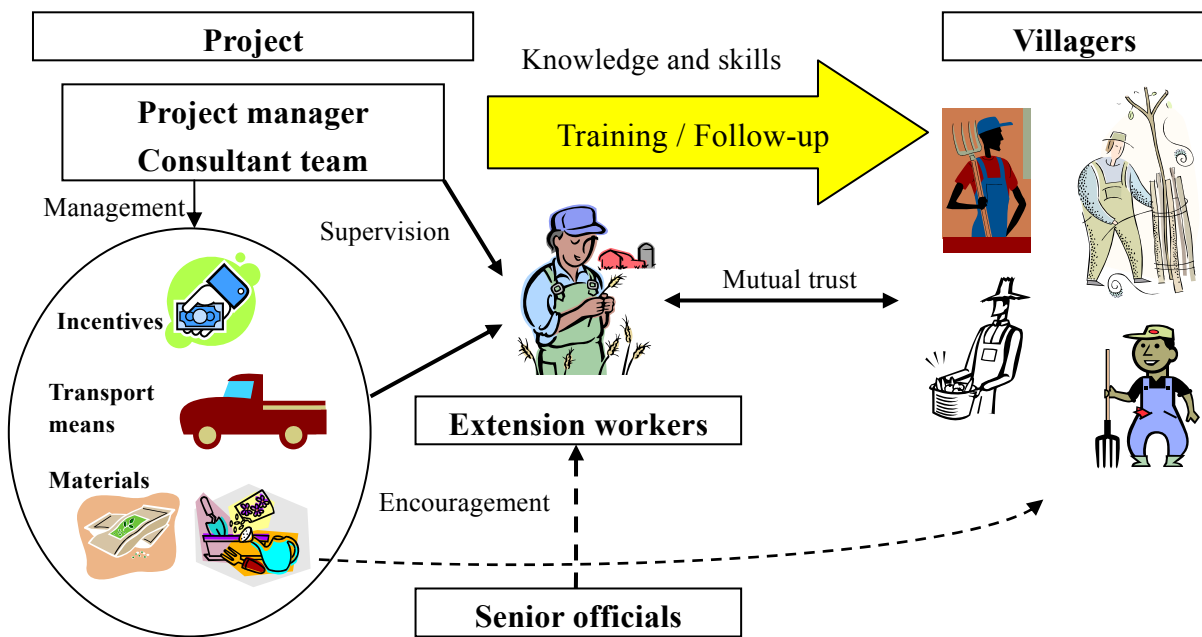 Project
Villagers
Knowledge and skills
Project manager
Consultant team
Training / Follow-up
Management
Supervision
Mutual trust
Incentives
Transport
means
Extension workers
Materials
Encouragement
Senior officials